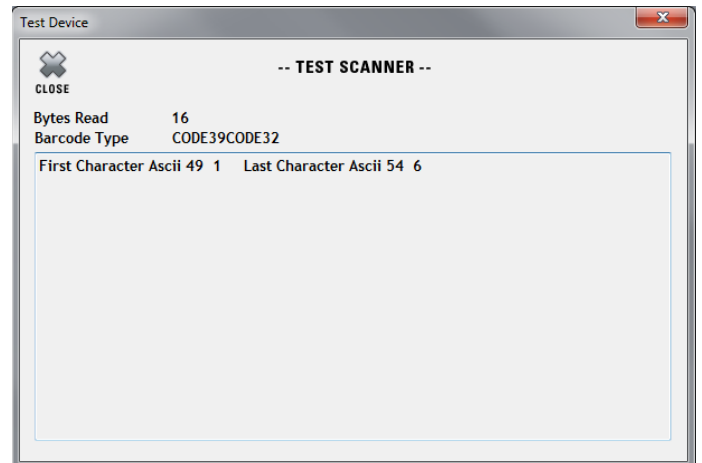 Test Device
-- TEST SCANNER --
CLOSE
Bytes Read 16
Barcode Type CODE39CODE32
First Character Ascii 49 1 Last Character Ascii 54 6